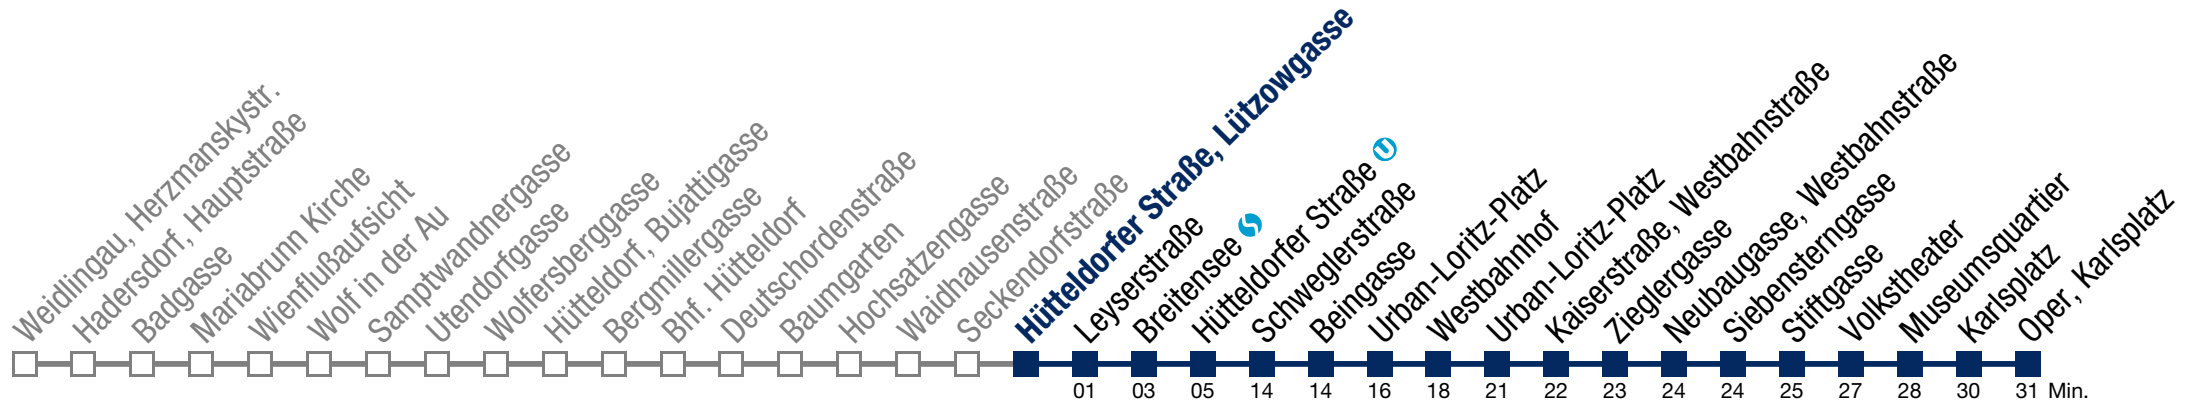 Weidlingau, Herzmanskystr.
Hadersdorf, Hauptstraße
Badgasse
Mariabrunn Kirche
Wienflußaufsicht
Wolf in der Au
Samptwandnergasse
Utendorfgasse
Wolfersberggasse
Hütteldorf, Bujattigasse
Bergmillergasse
Bhf. Hütteldorf
Deutschordenstraße
Baumgarten
Hochsatzengasse
Waidhausenstraße
Seckendorfstraße
Hütteldorfer Straße, Lützowgasse
Leyserstraße
Breitensee
Hütteldorfer Straße U
Schweglerstraße
Beingasse
Urban-Loritz-Platz
Westbahnhof
Urban-Loritz-Platz
Kaiserstraße, Westbahnstraße
Zieglergasse
Neubaugasse, Westbahnstraße
Siebensterngasse
Stiftgasse
Volkstheater
Museumsquartier
Karlsplatz
Oper, Karlsplatz
01 03 05 14 14 16 18 21 22 23 24 24 25 27 28 30 31 Min.